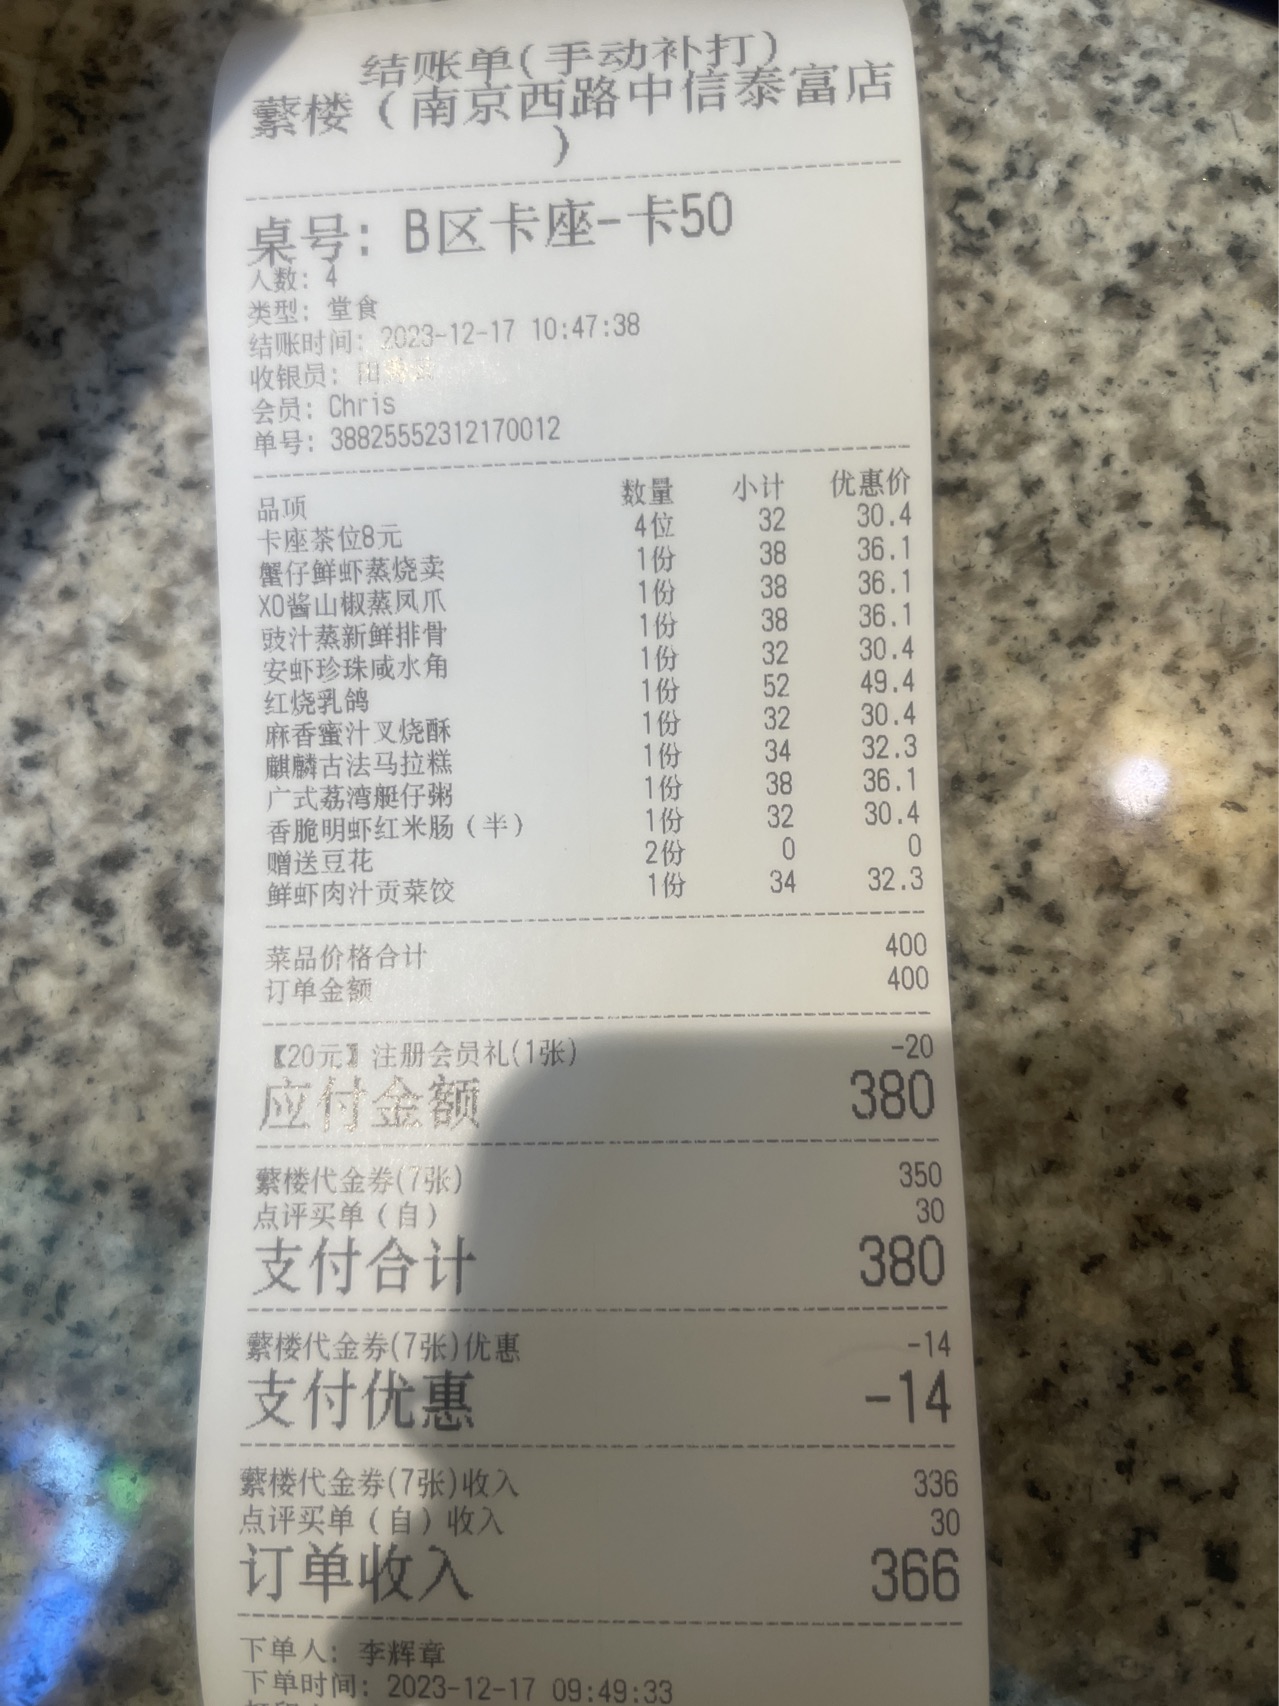 结账单(手动补打)
蘩楼（南京西路中信泰富店
）
桌号: B区卡座-卡50
人数: 4
类型: 堂食
结账时间: 2023-12-17 10:47:38
收银员:
会员: Chris
单号: 38825552312170012
品项 数量 小计 优惠价
卡座茶位8元 4位 32 30.4
蟹仔鲜虾蒸烧卖 1份 38 36.1
XO酱山椒蒸凤爪 1份 38 36.1
豉汁蒸新鲜排骨 1份 38 36.1
安虾珍珠咸水角 1份 32 30.4
红烧乳鸽 1份 52 49.4
麻香蜜汁叉烧酥 1份 32 30.4
麒麟古法马拉糕 1份 34 32.3
广式荔湾艇仔粥 1份 38 36.1
香脆明虾红米肠（半） 1份 32 30.4
赠送豆花 2份 0 0
鲜虾肉汁贡菜饺 1份 34 32.3
菜品价格合计 400
订单金额 400
【20元】注册会员礼(1张) -20
应付金额 380
蘩楼代金券(7张) 350
点评买单（自） 30
支付合计 380
蘩楼代金券(7张)优惠 -14
支付优惠 -14
蘩楼代金券(7张)收入 336
点评买单（自）收入 30
订单收入 366
下单人: 李辉章
下单时间: 2023-12-17 09:49:33